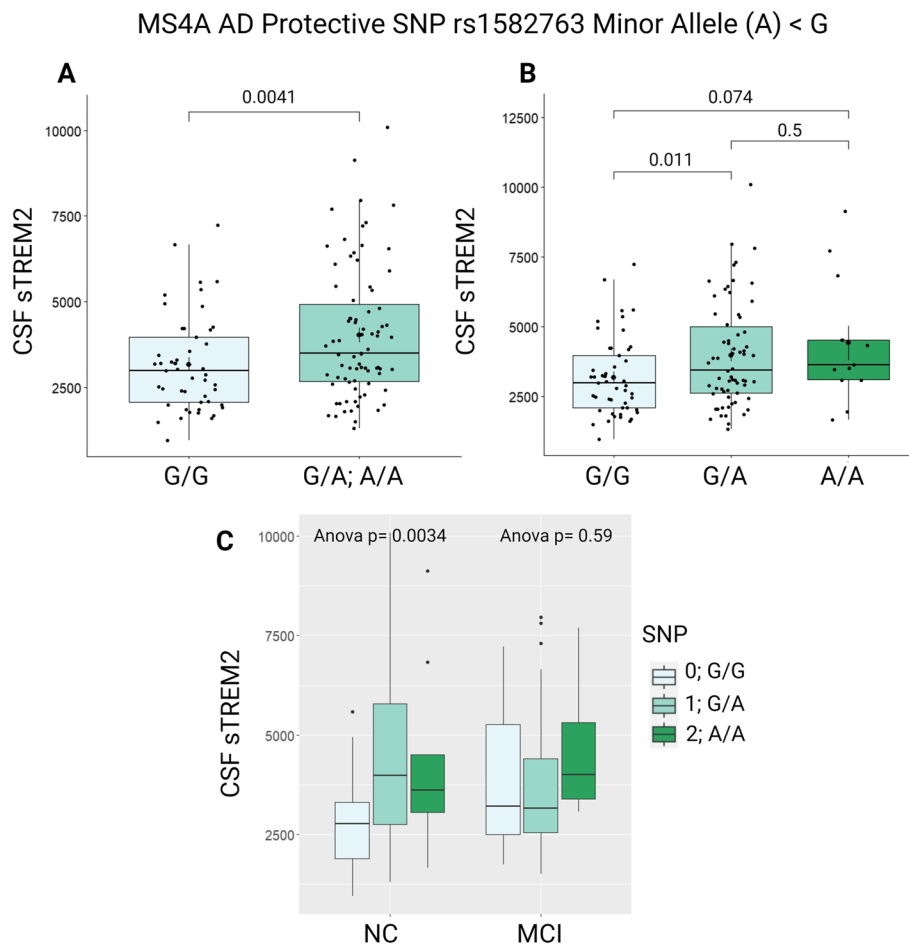 MS4A AD Protective SNP rs1582763 Minor Allele (A) < G
A
CSF sTREM2
10000
7500
5000
2500
0.0041
G/G
G/A; A/A
B
CSF sTREM2
12500
10000
7500
5000
2500
0.074
0.5
0.011
G/G
G/A
A/A
C
CSF sTREM2
10000
7500
5000
2500
Anova p= 0.0034
Anova p= 0.59
NC
MCI
SNP
0; G/G
1; G/A
2; A/A